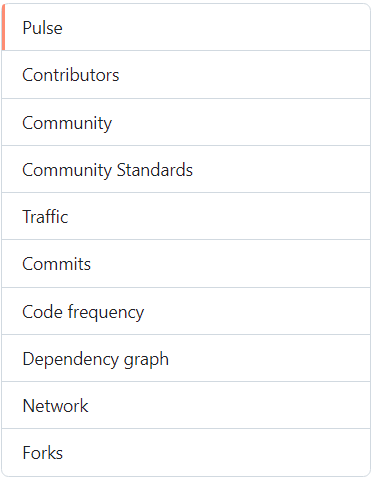 Pulse
Contributors
Community
Community Standards
Traffic
Commits
Code frequency
Dependency graph
Network
Forks